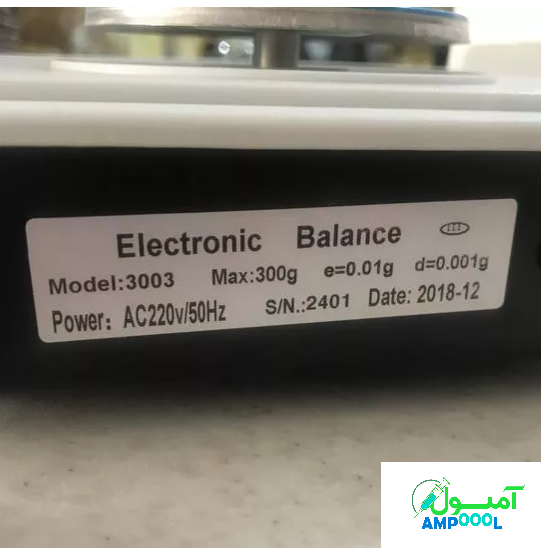 Electronic Balance III
Model:3003 Max:300g e=0.01g d=0.001g
Power: AC220v/50Hz S/N.:2401 Date: 2018-12
آمپول
AMPOOOL